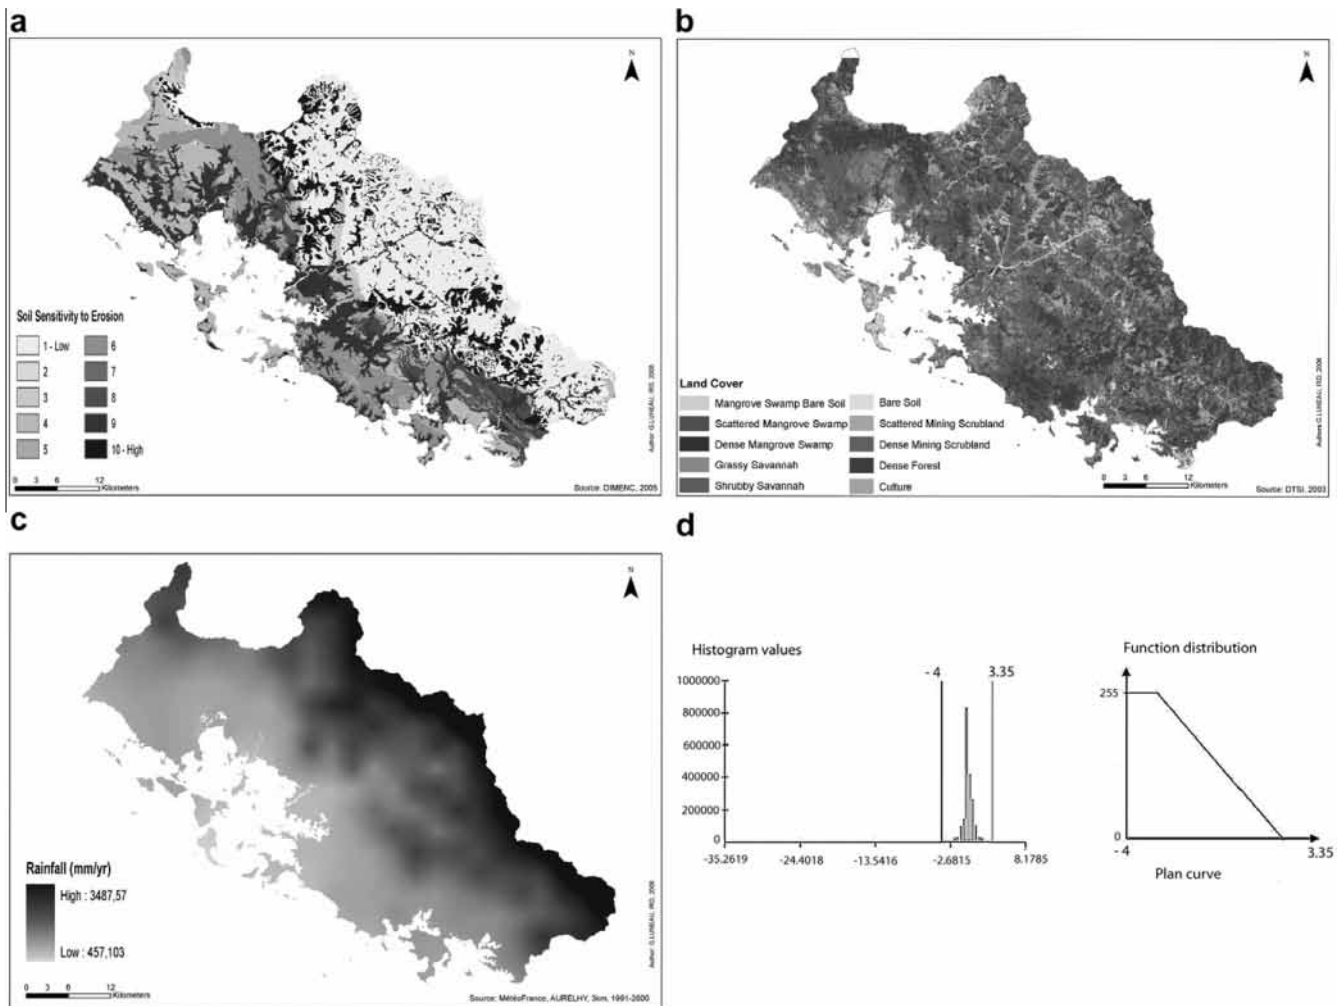 a
N
Soil Sensitivity to Erosion
1 - Low
2
3
4
5
6
7
8
9
10 - High
0 3 6 12
Kilometers
Source: DIMENC, 2005
b
N
Land Cover
Mangrove Swamp Bare Soil
Scattered Mangrove Swamp
Dense Mangrove Swamp
Grassy Savannah
Shrubby Savannah
Bare Soil
Scattered Mining Scrubland
Dense Mining Scrubland
Dense Forest
Culture
0 3 6 12
Kilometers
Source: DTSI, 2003
c
N
Rainfall (mm/yr)
High : 3487,57
Low : 457,103
0 3 6 12
Kilometers
Source: MétéoFrance, AURELHY, 5km, 1991-2000
d
Histogram values
- 4
3.35
1000000
800000
600000
400000
200000
0
-35.2619
-24.4018
-13.5416
-2.6815
8.1785
Function distribution
255
0
- 4
3.35
Plan curve